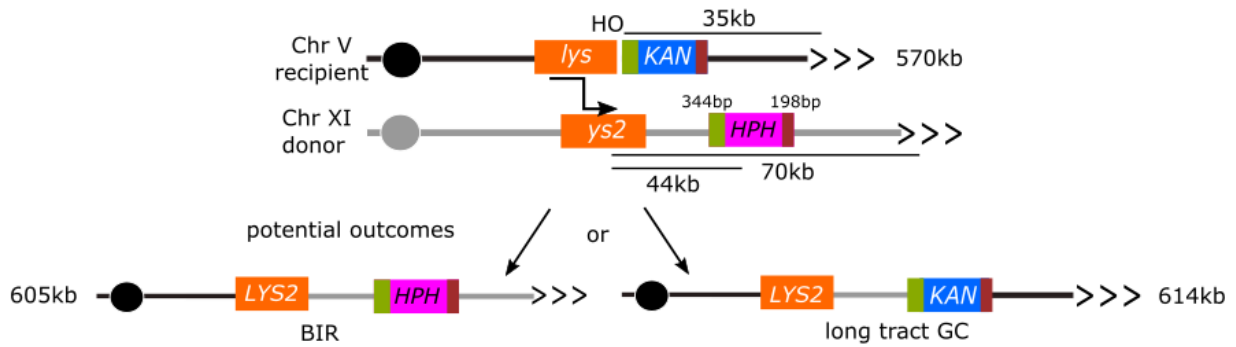 HO
35kb
Chr V
recipient
lys
KAN
570kb
Chr XI
donor
344bp
198bp
ys2
HPH
44kb
70kb
potential outcomes
or
605kb
LYS2
HPH
BIR
LYS2
KAN
614kb
long tract GC